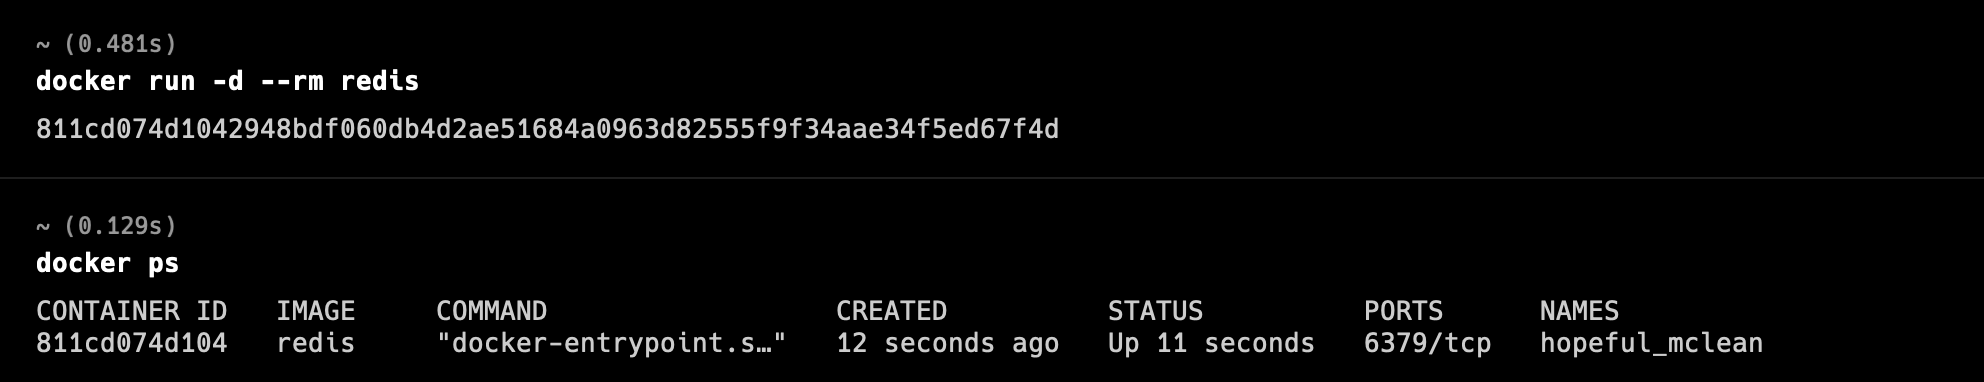 ~ (0.481s)
docker run -d --rm redis
811cd074d1042948bdf060db4d2ae51684a0963d82555f9f34aae34f5ed67f4d
~ (0.129s)
docker ps
CONTAINER ID   IMAGE     COMMAND                  CREATED          STATUS          PORTS      NAMES
811cd074d104   redis     "docker-entrypoint.s…"   12 seconds ago   Up 11 seconds   6379/tcp   hopeful_mclean